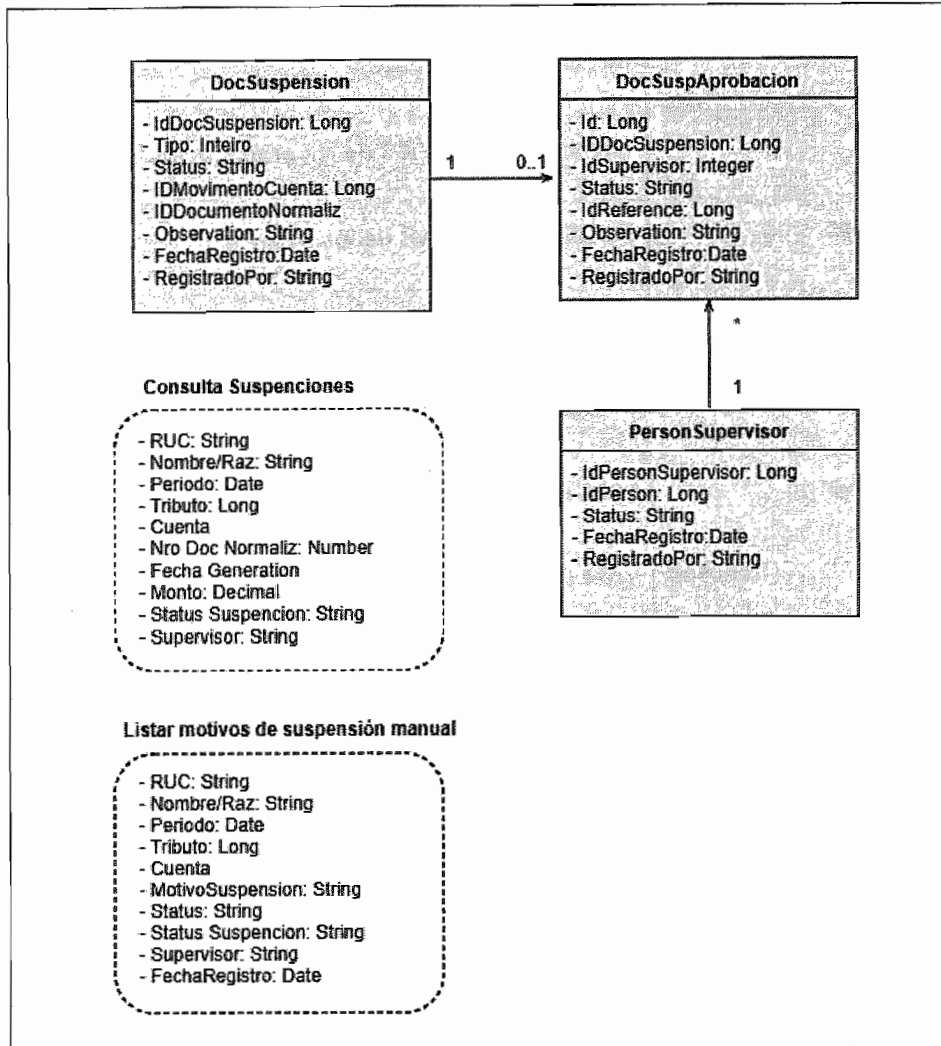 DocSuspension
- IdDocSuspension: Long
- Tipo: Inteiro
- Status: String
- IDMovimentoCuenta: Long
- IDDocumentoNormaliz
- Observation: String
- FechaRegistro:Date
- RegistradoPor: String
1
0..1
DocSuspAprobacion
- Id: Long
- IDDocSuspension: Long
- IdSupervisor: Integer
- Status: String
- IdReference: Long
- Observation: String
- FechaRegistro:Date
- RegistradoPor: String
*
1
PersonSupervisor
- IdPersonSupervisor: Long
- IdPerson: Long
- Status: String
- FechaRegistro:Date
- RegistradoPor: String
Consulta Suspenciones
- RUC: String
- Nombre/Raz: String
- Periodo: Date
- Tributo: Long
- Cuenta
- Nro Doc Normaliz: Number
- Fecha Generation
- Monto: Decimal
- Status Suspencion: String
- Supervisor: String
Listar motivos de suspensión manual
- RUC: String
- Nombre/Raz: String
- Periodo: Date
- Tributo: Long
- Cuenta
- MotivoSuspension: String
- Status: String
- Status Suspencion: String
- Supervisor: String
- FechaRegistro: Date